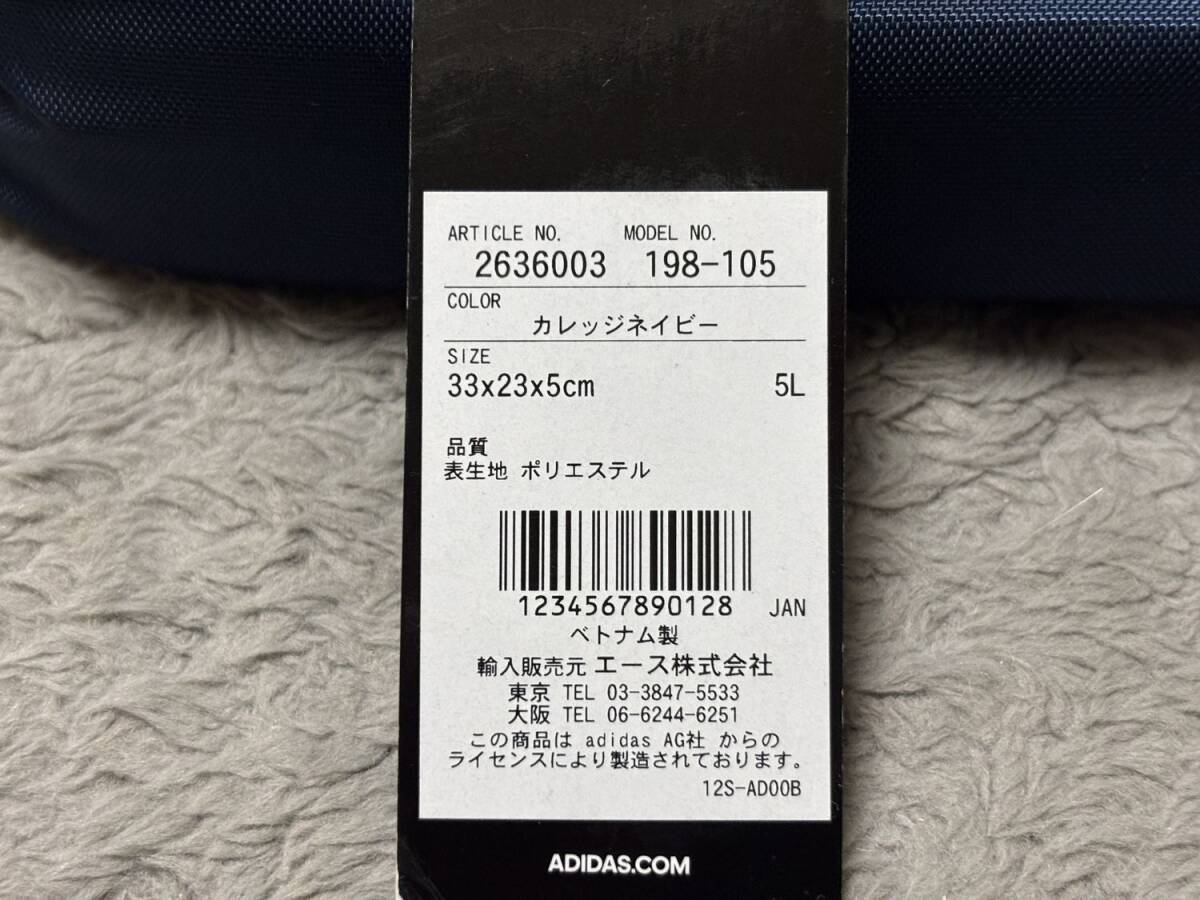 ARTICLE NO. MODEL NO.
2636003 198-105
COLOR
カレッジネイビー
SIZE
33x23x5cm 5L
品質
表生地 ポリエステル
1234567890128 JAN
ベトナム製
輸入販売元 エース株式会社
東京 TEL 03-3847-5533
大阪 TEL 06-6244-6251
この商品は adidas AG社 からの
ライセンスにより製造されております。
12S-AD00B
ADIDAS.COM